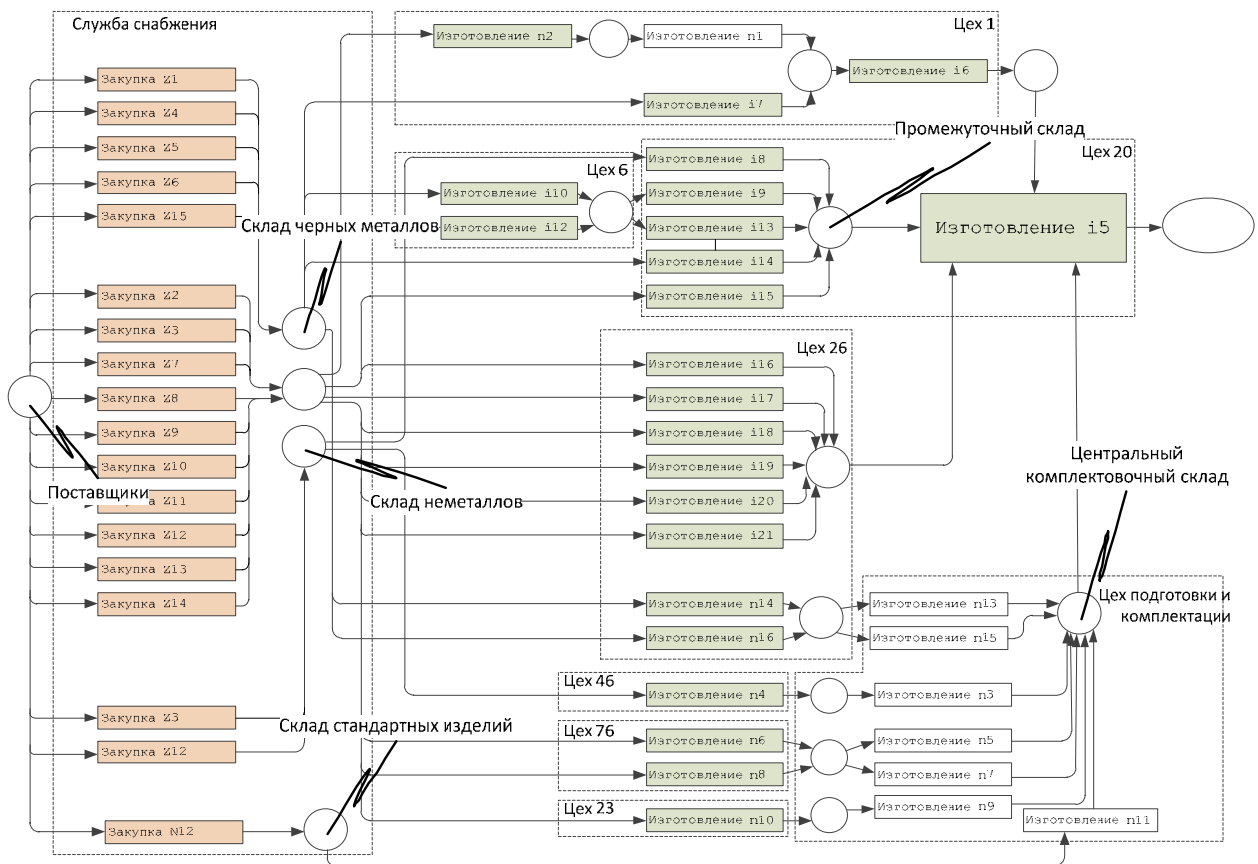 Служба снабжения
Закупка Z1
Закупка Z4
Закупка Z5
Закупка Z6
Закупка Z15
Закупка Z2
Закупка Z3
Закупка Z7
Закупка Z8
Закупка Z9
Закупка Z10
Закупка Z11
Закупка Z12
Закупка Z13
Закупка Z14
Закупка Z3
Закупка Z12
Закупка N12
Поставщики
Склад черных металлов
Склад неметаллов
Склад стандартных изделий
Цех 1
Изготовление n2
Изготовление n1
Изготовление i6
Изготовление i7
Промежуточный склад
Цех 6
Изготовление i10
Изготовление i12
Цех 20
Изготовление i8
Изготовление i9
Изготовление i13
Изготовление i14
Изготовление i15
Изготовление i5
Цех 26
Изготовление i16
Изготовление i17
Изготовление i18
Изготовление i19
Изготовление i20
Изготовление i21
Изготовление n14
Изготовление n16
Центральный
комплектовочный склад
Цех подготовки и
комплектации
Изготовление n13
Изготовление n15
Цех 46
Изготовление n4
Изготовление n3
Цех 76
Изготовление n6
Изготовление n8
Изготовление n5
Изготовление n7
Цех 23
Изготовление n10
Изготовление n9
Изготовление n11